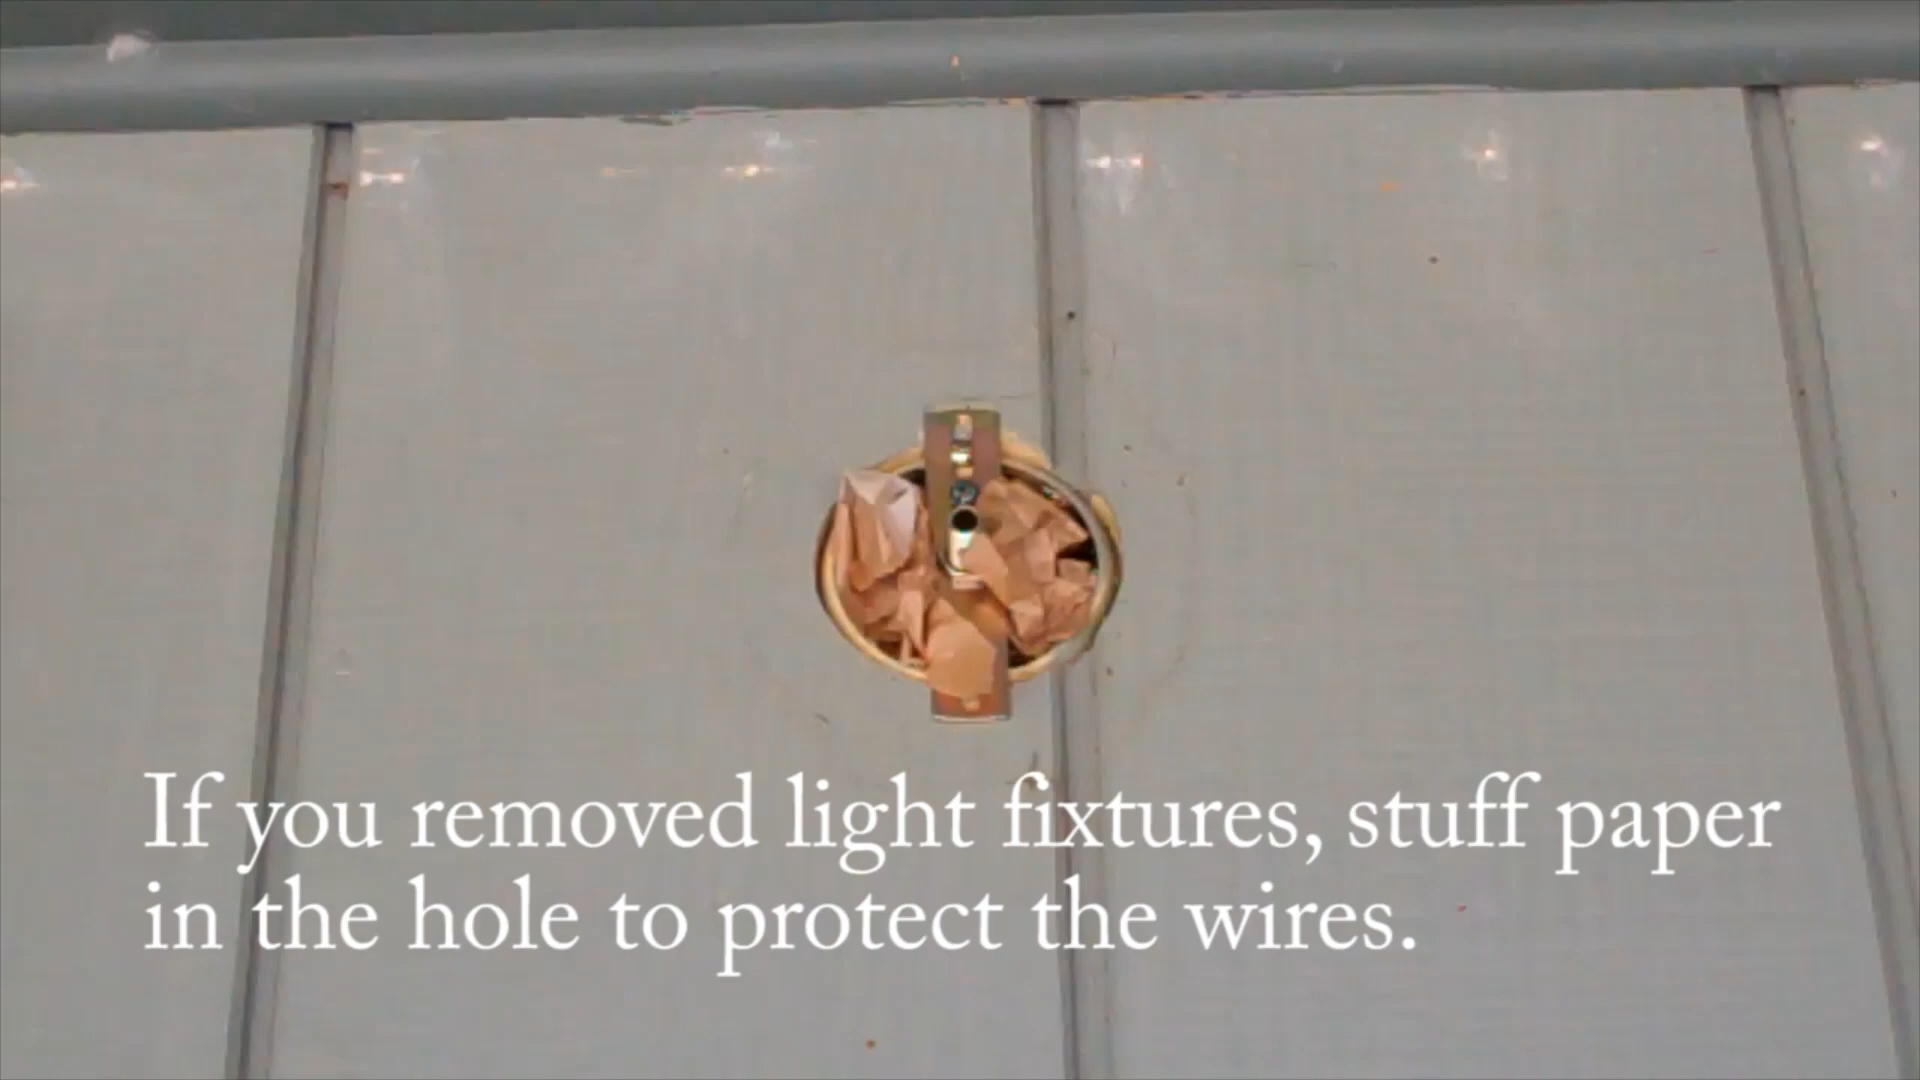 If you removed light fixtures, stuff paper
in the hole to protect the wires.